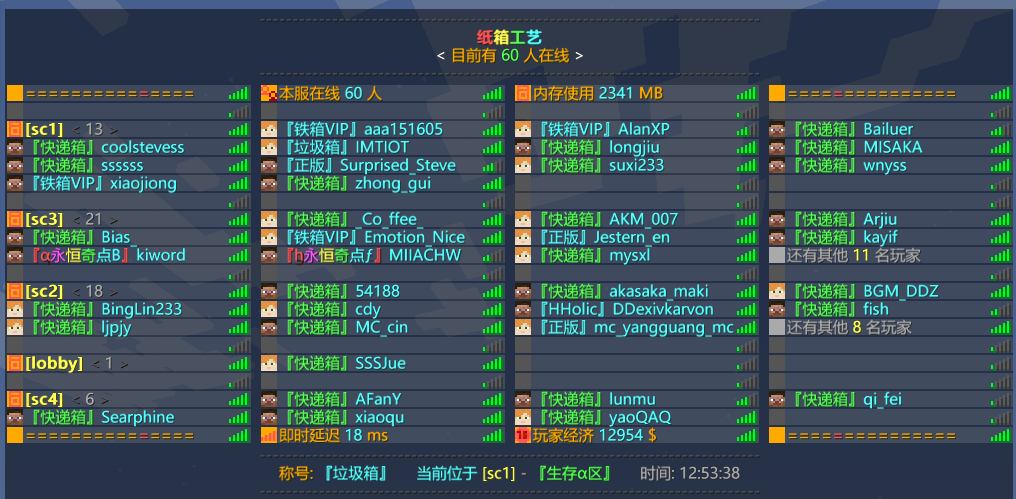 纸箱工艺
< 目前有 60 人在线 >
================ 本服在线 60 人 内存使用 2341 MB ================
[sc1] < 13 > 『铁箱VIP』aaa151605 『铁箱VIP』AlanXP 『快递箱』Bailuer
『快递箱』coolstevess 『垃圾箱』IMTIOT 『快递箱』longjiu 『快递箱』MISAKA
『快递箱』ssssss 『正版』Surprised_Steve 『快递箱』suxi233 『快递箱』wnyss
『铁箱VIP』xiaojiong 『快递箱』zhong_gui
[sc3] < 21 > 『快递箱』_Co_ffee 『快递箱』AKM_007 『快递箱』Arjiu
『快递箱』Bias_ 『铁箱VIP』Emotion_Nice 『正版』Jestern_en 『快递箱』kayif
『α永恒奇点B』kiword 『ђ永恒奇点ƒ』MIIACHW 『快递箱』mysxl 还有其他 11 名玩家
[sc2] < 18 > 『快递箱』54188 『快递箱』akasaka_maki 『快递箱』BGM_DDZ
『快递箱』BingLin233 『快递箱』cdy 『HHolic』DDexivkarvon 『快递箱』fish
『快递箱』ljpjy 『快递箱』MC_cin 『正版』mc_yangguang_mc 还有其他 8 名玩家
[lobby] < 1 > 『快递箱』SSSJue
[sc4] < 6 > 『快递箱』AFanY 『快递箱』lunmu 『快递箱』qi_fei
『快递箱』Searphine 『快递箱』xiaoqu 『快递箱』yaoQAQ
================ 即时延迟 18 ms 玩家经济 12954 $ ================
称号: 『垃圾箱』 当前位于 [sc1] - 『生存α区』 时间: 12:53:38